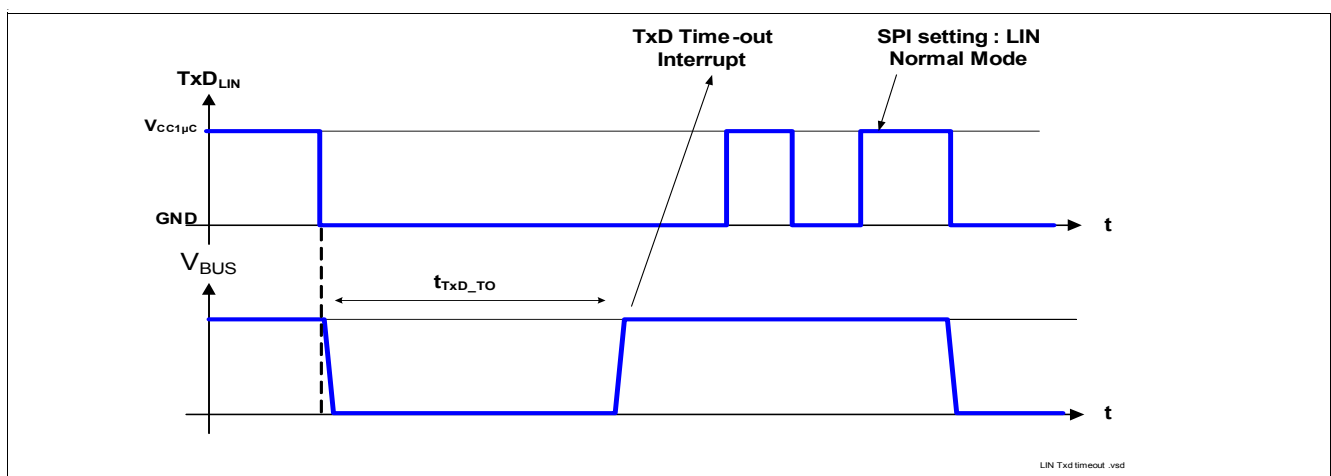 TxD Time-out
Interrupt
SPI setting : LIN
Normal Mode
TxDLIN
VCC1µC
GND
t
VBUS
tTxD_TO
t
LIN Txd timeout .vsd